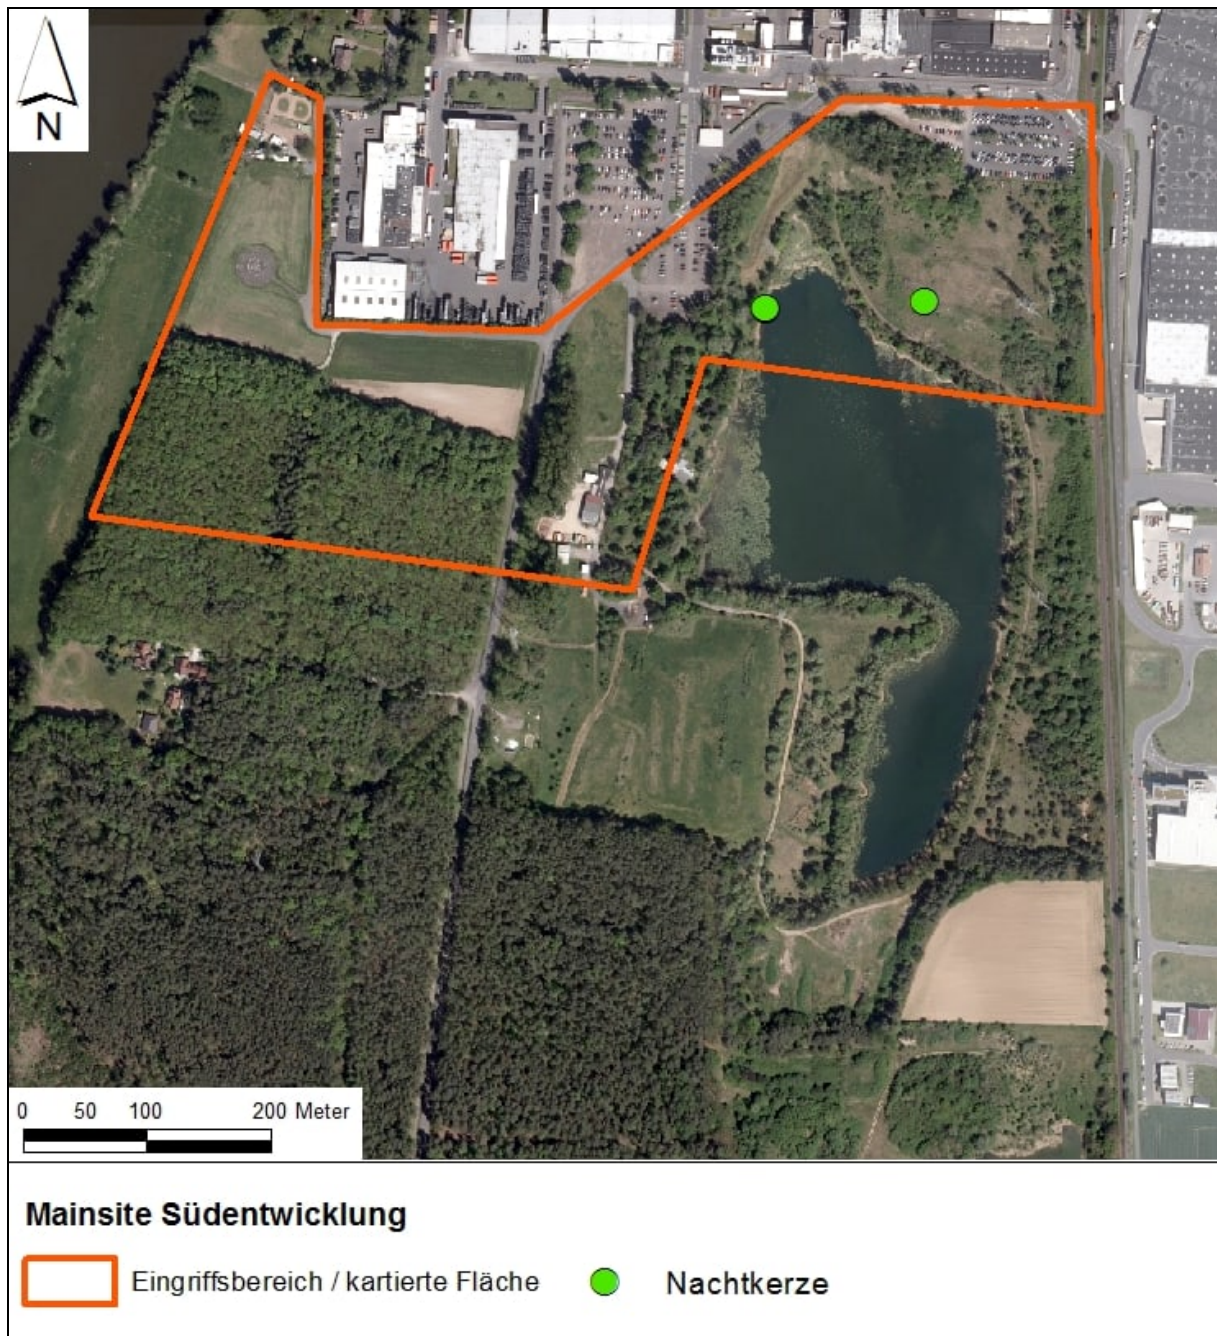 N
0 50 100 200 Meter
Mainsite Südentwicklung
Eingriffsbereich / kartierte Fläche
Nachtkerze